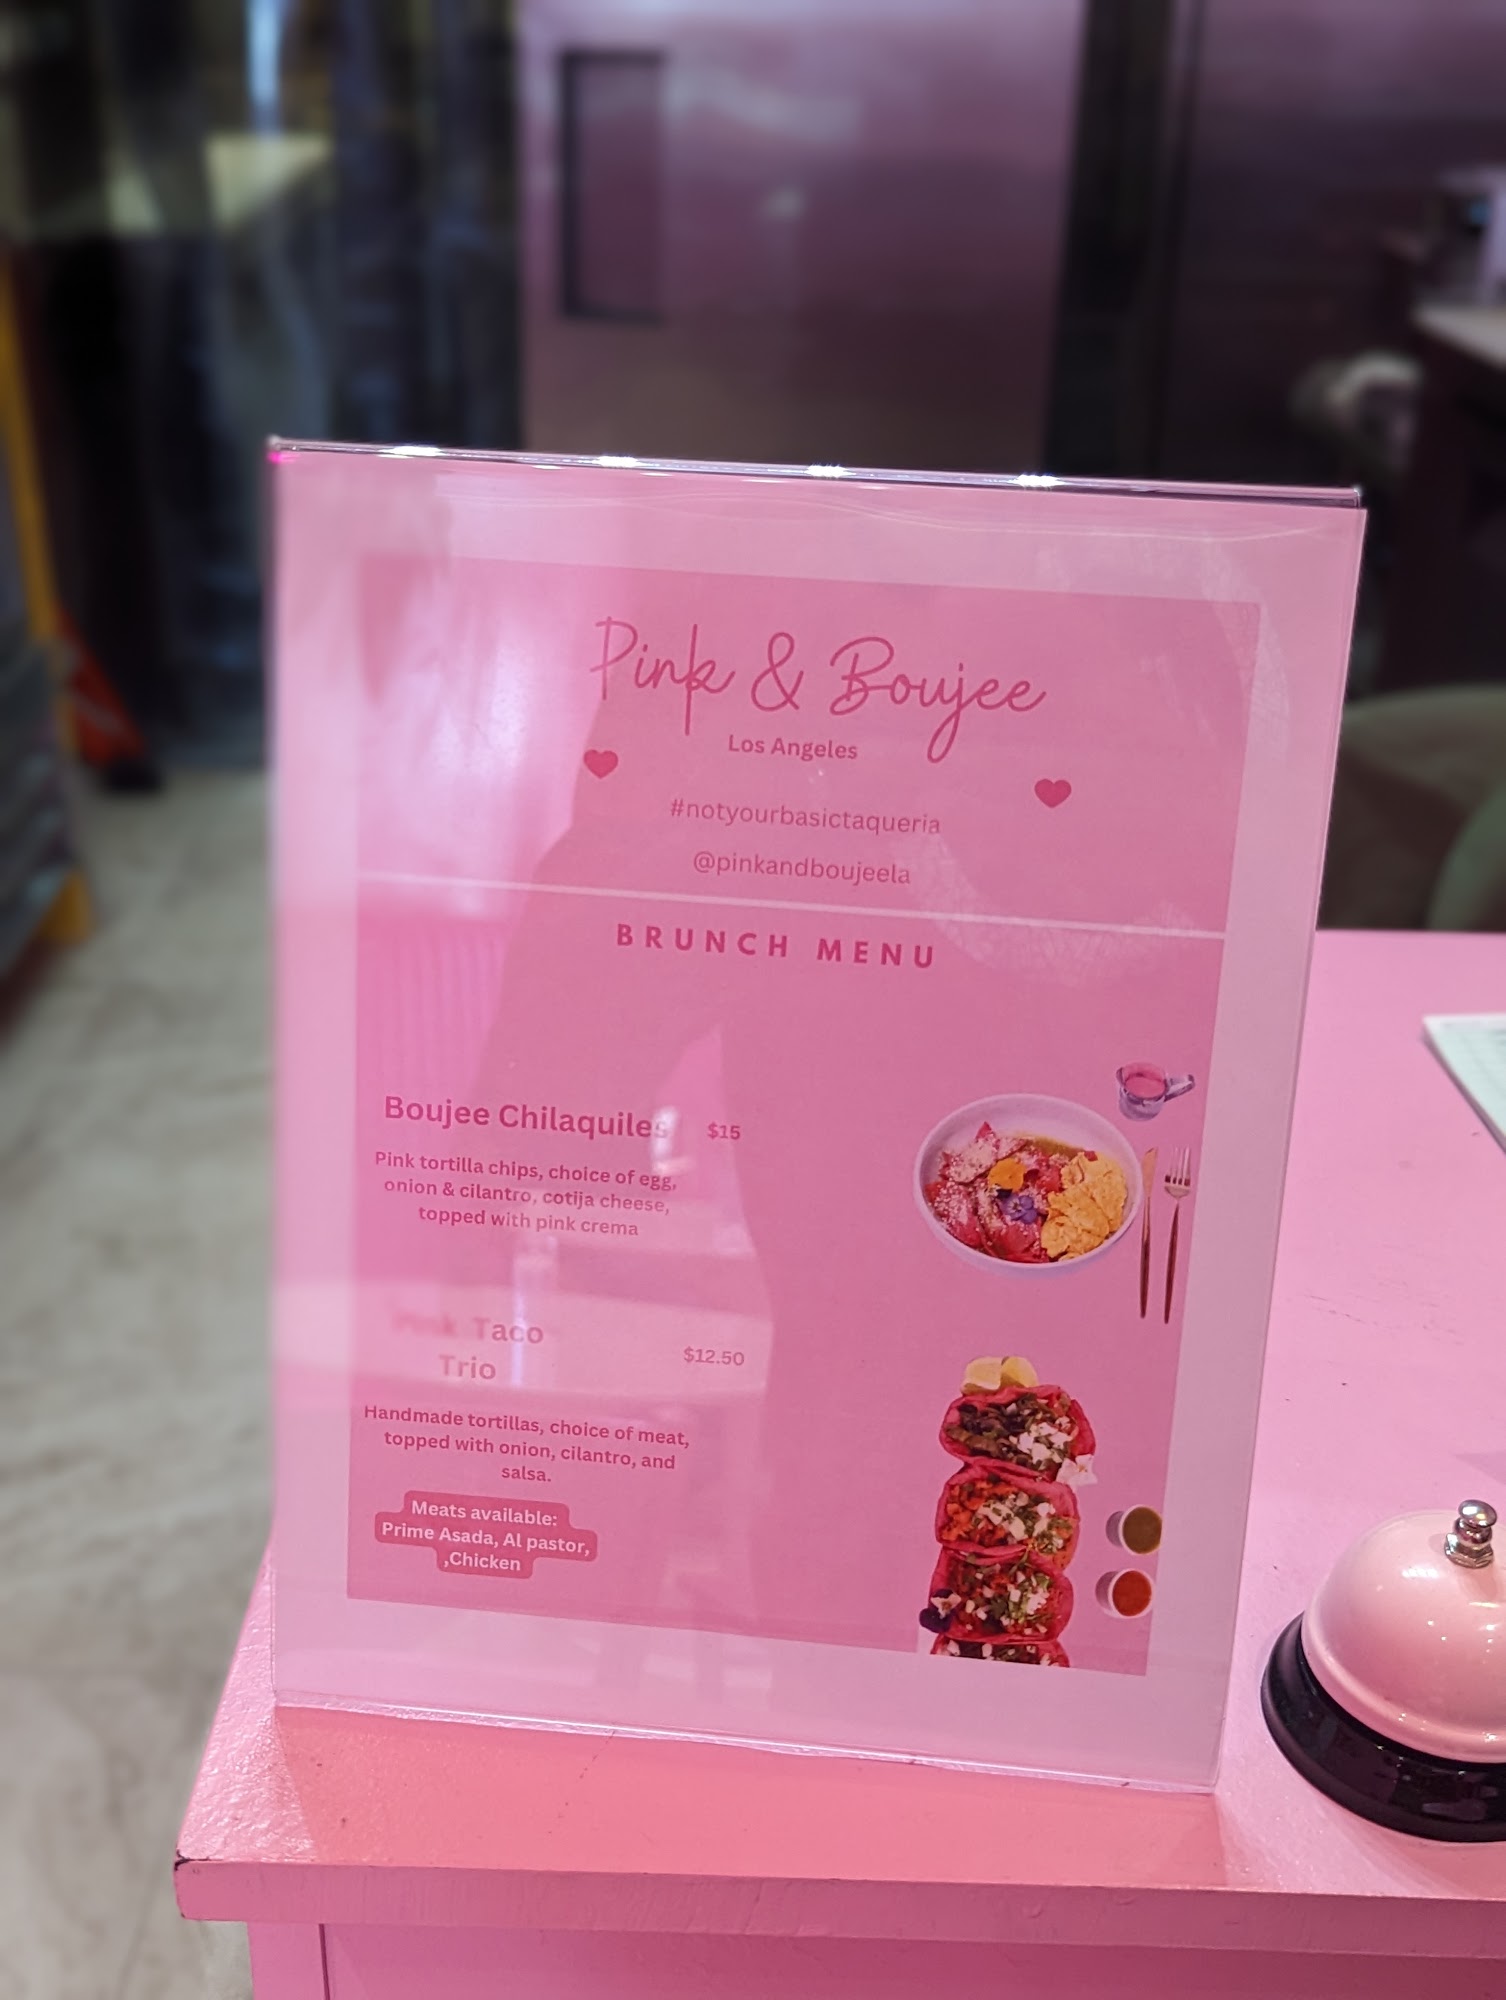 Pink & Boujee
Los Angeles
#notyourbasictaqueria
@pinkandboujeela
BRUNCH MENU
Boujee Chilaquiles $15
Pink tortilla chips, choice of egg,
onion & cilantro, cotija cheese,
topped with pink crema
Pink Taco
Trio
$12.50
Handmade tortillas, choice of meat,
topped with onion, cilantro, and
salsa.
Meats available:
Prime Asada, Al pastor,
,Chicken